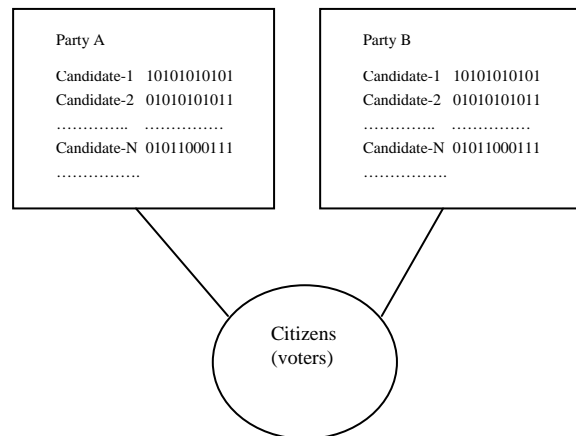 Party A
Candidate-1 10101010101
Candidate-2 01010101011
………….. ……………
Candidate-N 01011000111
…………….
Party B
Candidate-1 10101010101
Candidate-2 01010101011
………….. ……………
Candidate-N 01011000111
…………….
Citizens
(voters)